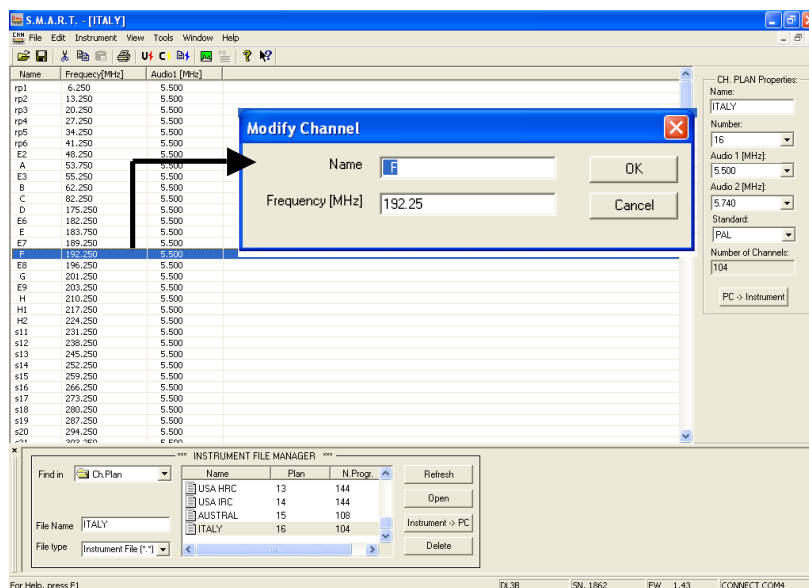 S.M.A.R.T. - [ITALY]
File Edit Instrument View Tools Window Help
Name Frequecy[MHz] Audio1 [MHz]
rp1 6.250 5.500
rp2 13.250 5.500
rp3 20.250 5.500
rp4 27.250 5.500
rp5 34.250 5.500
rp6 41.250 5.500
E2 48.250 5.500
A 53.750 5.500
E3 55.250 5.500
B 62.250 5.500
C 82.250 5.500
D 175.250 5.500
E6 182.250 5.500
E 183.750 5.500
E7 189.250 5.500
F 192.250 5.500
E8 196.250 5.500
G 201.250 5.500
E9 203.250 5.500
H 210.250 5.500
H1 217.250 5.500
H2 224.250 5.500
s11 231.250 5.500
s12 238.250 5.500
s13 245.250 5.500
s14 252.250 5.500
s15 259.250 5.500
s16 266.250 5.500
s17 273.250 5.500
s18 280.250 5.500
s19 287.250 5.500
s20 294.250 5.500
s21 303.250 5.500
Modify Channel
Name F OK
Frequency [MHz] 192.25 Cancel
CH. PLAN Properties:
Name:
ITALY
Number:
16
Audio 1 [MHz]:
5.500
Audio 2 [MHz]:
5.740
Standard:
PAL
Number of Channels:
104
PC -> Instrument
*** INSTRUMENT FILE MANAGER ***
Find in Ch.Plan
File Name ITALY
File type Instrument File (*.*)
Name Plan N.Progr.
USA HRC 13 144
USA IRC 14 144
AUSTRAL 15 108
ITALY 16 104
Refresh
Open
Instrument -> PC
Delete
For Help, press F1 DL3B SN. 1862 FW 1.43 CONNECT COM4